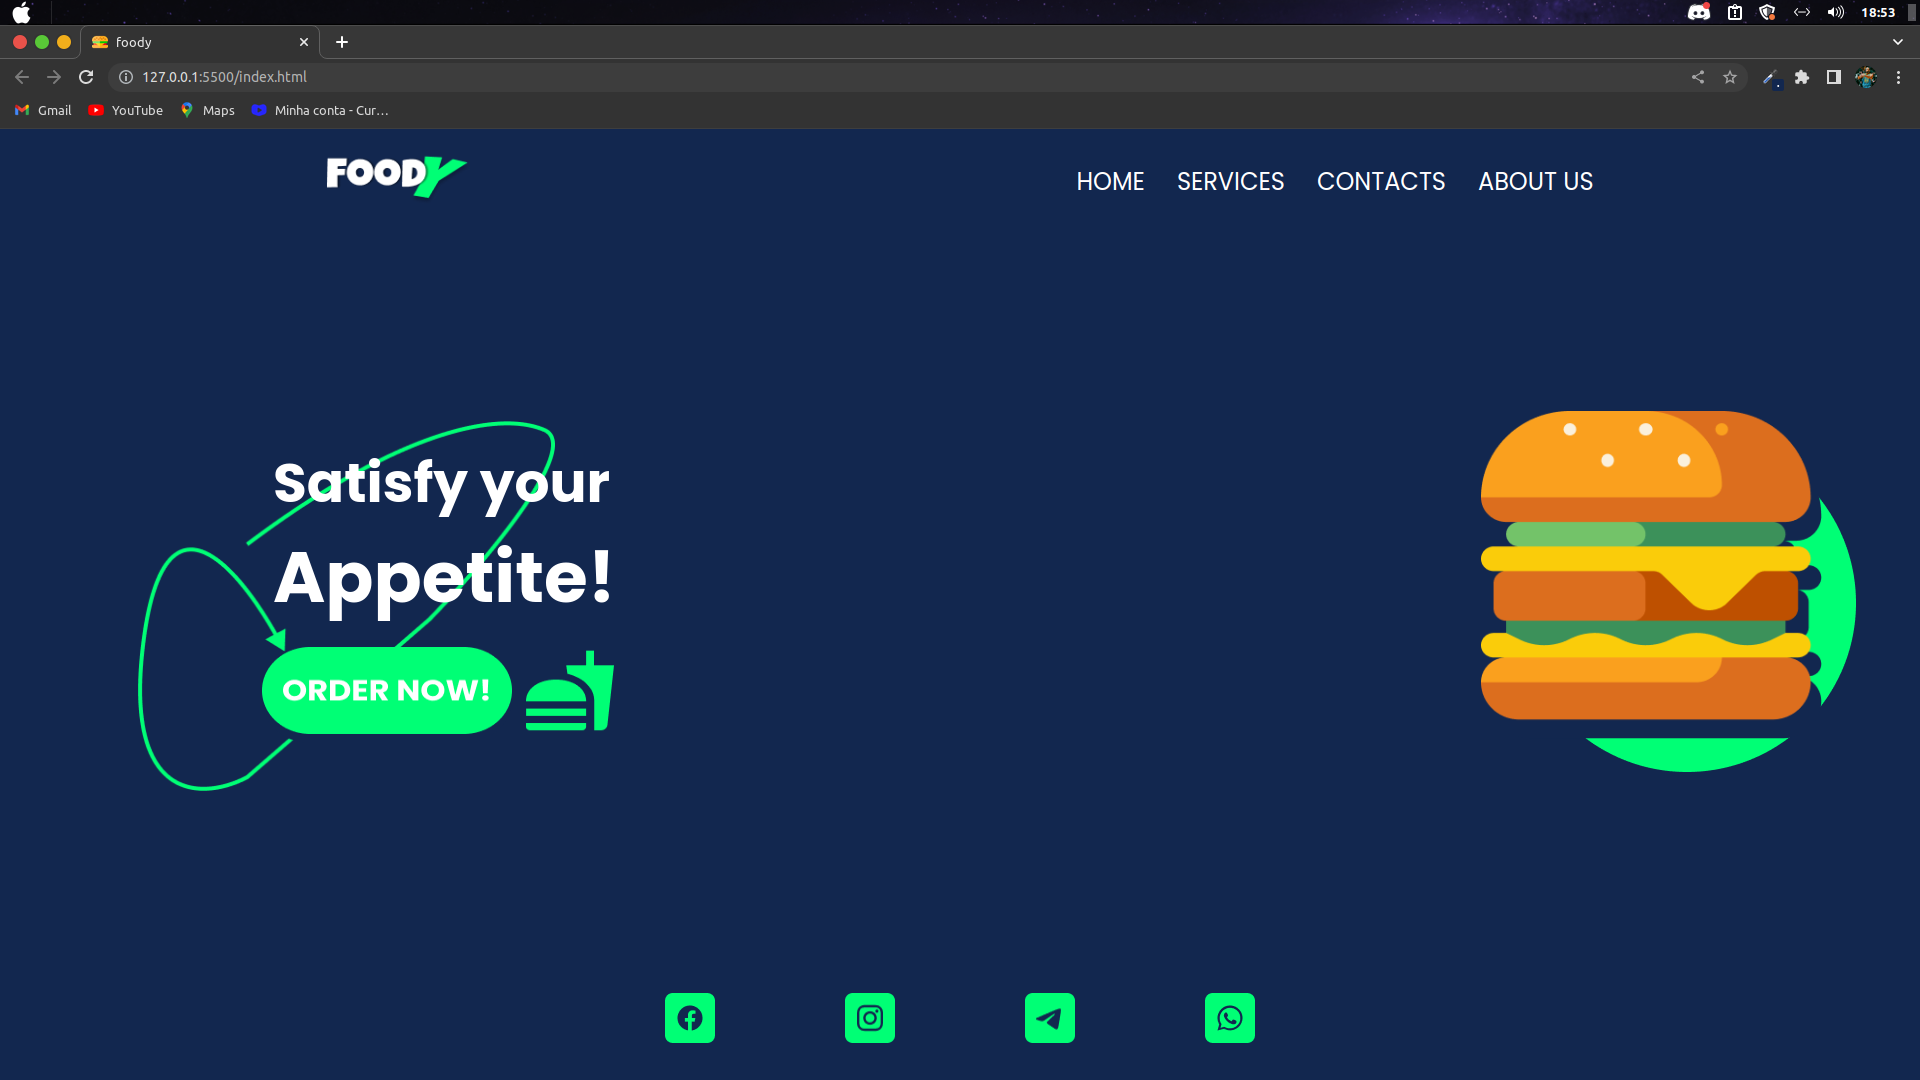 18:53
foody
127.0.0.1:5500/index.html
Gmail YouTube Maps Minha conta - Cur…
FOODY HOME SERVICES CONTACTS ABOUT US
Satisfy your
Appetite!
ORDER NOW!